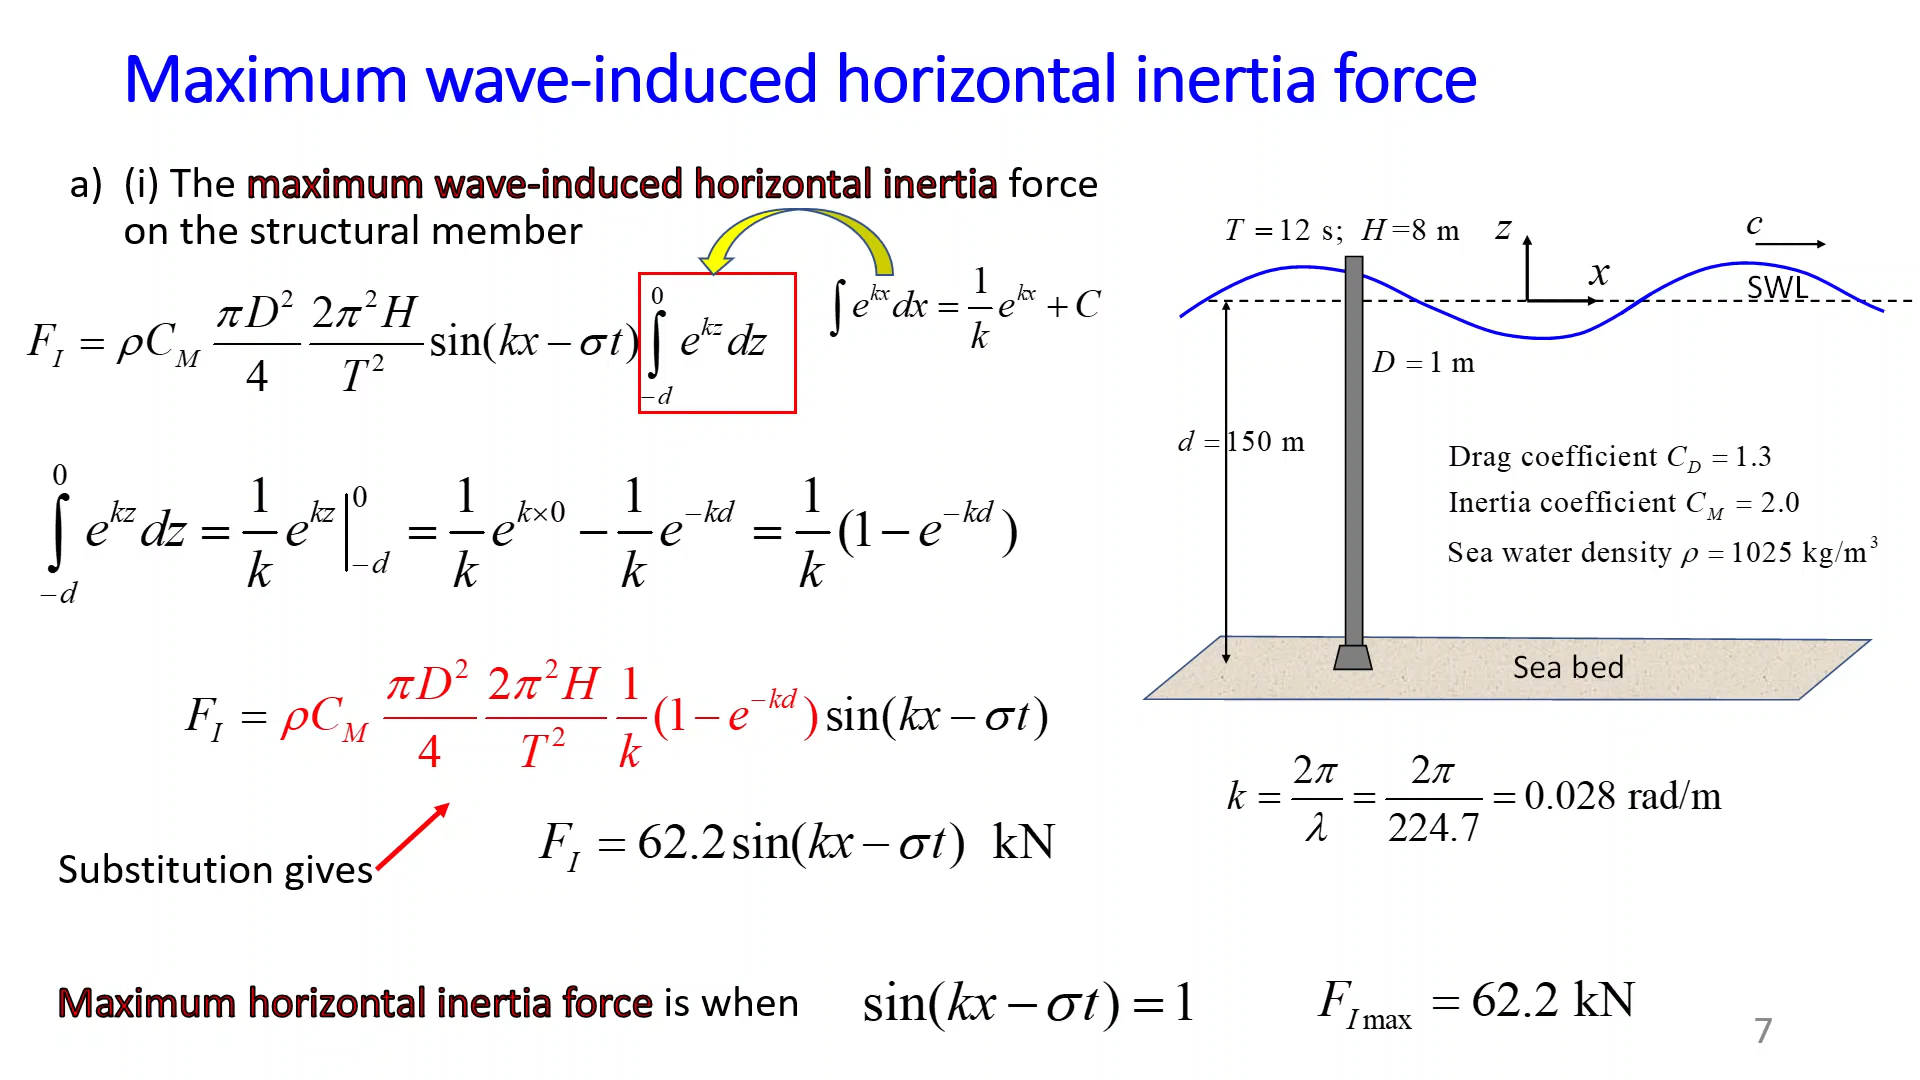 Maximum wave-induced horizontal inertia force
a) (i) The maximum wave-induced horizontal inertia force
on the structural member
F_I = ρC_M (πD²/4) (2π²H/T²) sin(kx − σt) ∫_{−d}^{0} e^{kz} dz
∫ e^{kx} dx = (1/k) e^{kx} + C
∫_{−d}^{0} e^{kz} dz = (1/k) e^{kz} |_{−d}^{0} = (1/k) e^{k×0} − (1/k) e^{−kd} = (1/k)(1 − e^{−kd})
F_I = ρC_M (πD²/4) (2π²H/T²) (1/k) (1 − e^{−kd}) sin(kx − σt)
Substitution gives
F_I = 62.2 sin(kx − σt) kN
Maximum horizontal inertia force is when sin(kx − σt) = 1 F_{I max} = 62.2 kN
T = 12 s; H = 8 m
z
c
x
SWL
D = 1 m
d = 150 m
Drag coefficient C_D = 1.3
Inertia coefficient C_M = 2.0
Sea water density ρ = 1025 kg/m³
Sea bed
k = 2π/λ = 2π/224.7 = 0.028 rad/m
7